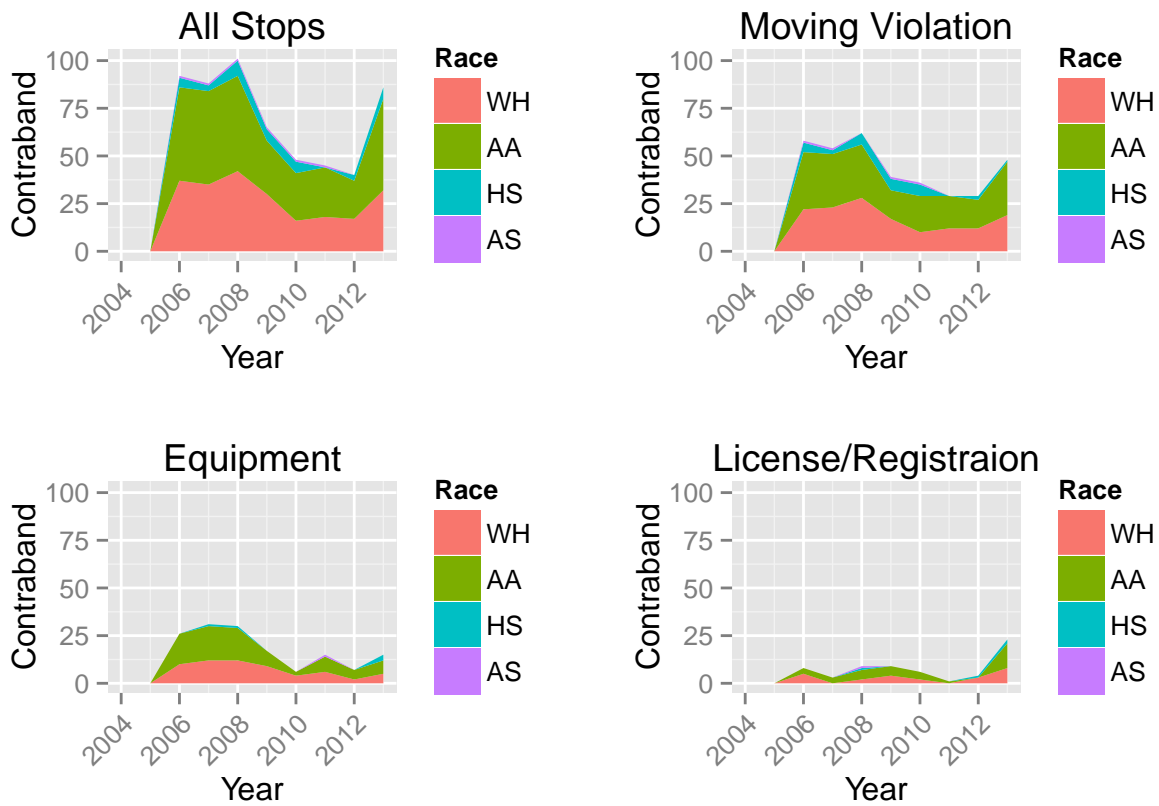 All Stops
100
75
50
25
0
Contraband
2004
2006
2008
2010
2012
Year
Race
WH
AA
HS
AS
Moving Violation
100
75
50
25
0
Contraband
2004
2006
2008
2010
2012
Year
Race
WH
AA
HS
AS
Equipment
100
75
50
25
0
Contraband
2004
2006
2008
2010
2012
Year
Race
WH
AA
HS
AS
License/Registraion
100
75
50
25
0
Contraband
2004
2006
2008
2010
2012
Year
Race
WH
AA
HS
AS